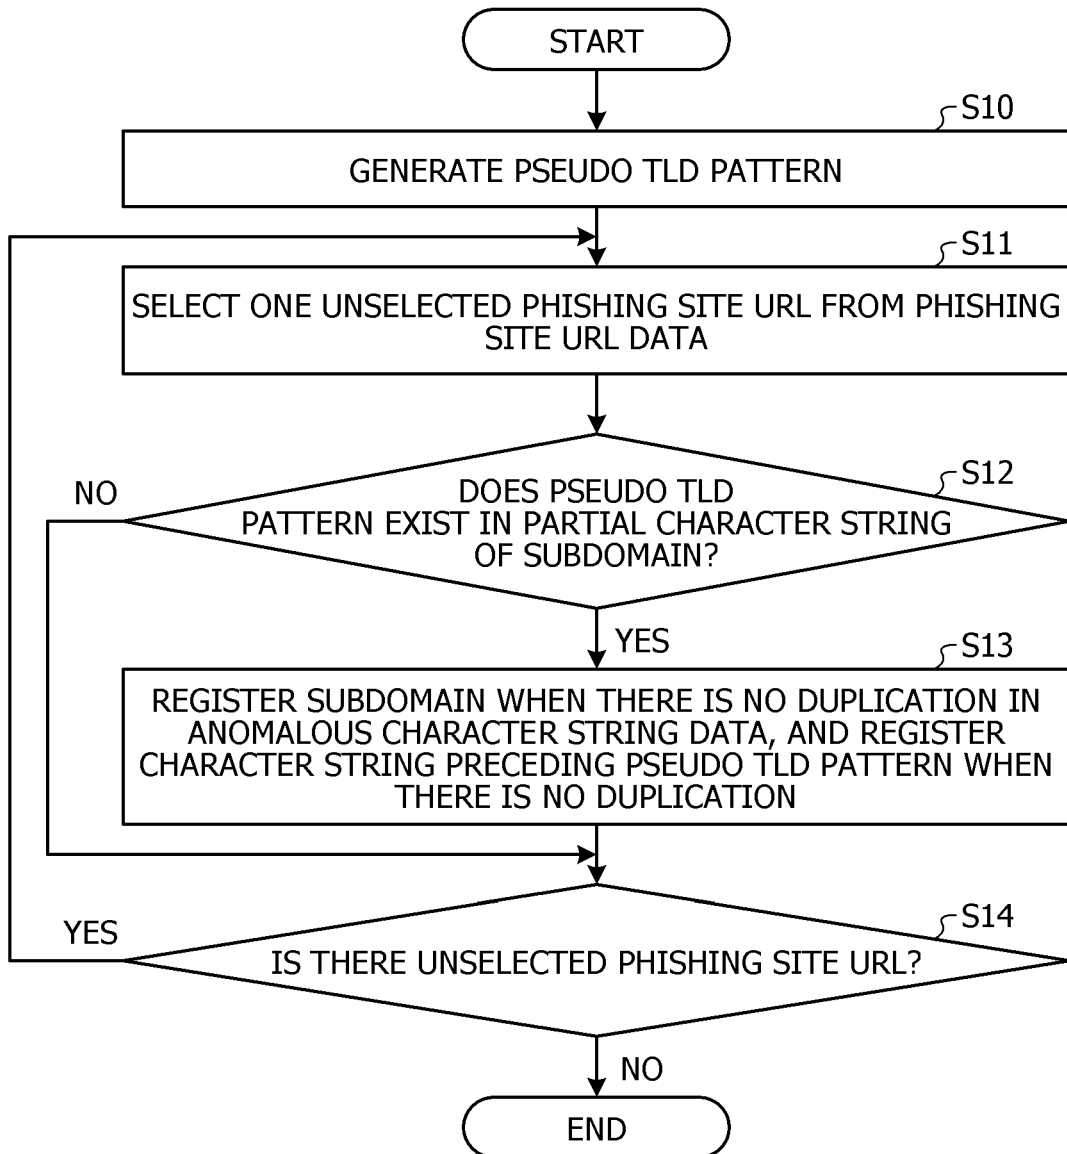 START
S10
GENERATE PSEUDO TLD PATTERN
S11
SELECT ONE UNSELECTED PHISHING SITE URL FROM PHISHING
SITE URL DATA
S12
NO
DOES PSEUDO TLD
PATTERN EXIST IN PARTIAL CHARACTER STRING
OF SUBDOMAIN?
YES
S13
REGISTER SUBDOMAIN WHEN THERE IS NO DUPLICATION IN
ANOMALOUS CHARACTER STRING DATA, AND REGISTER
CHARACTER STRING PRECEDING PSEUDO TLD PATTERN WHEN
THERE IS NO DUPLICATION
S14
YES
IS THERE UNSELECTED PHISHING SITE URL?
NO
END